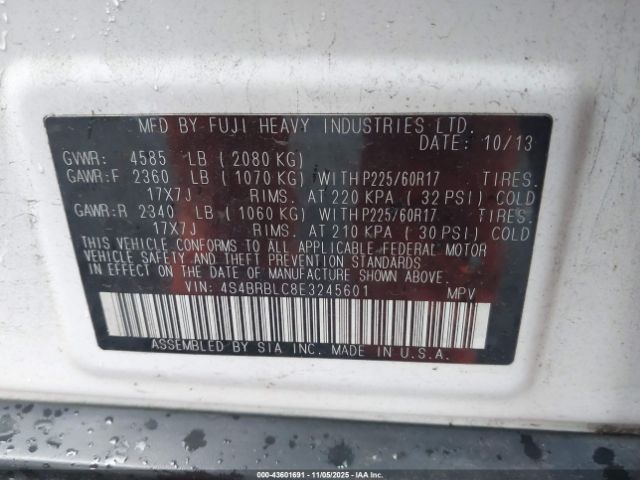 MFD BY FUJI HEAVY INDUSTRIES LTD.
DATE: 10/13
GVWR: 4585 LB (2080 KG)
GAWR:F 2360 LB (1070 KG) WITH P225/60R17 TIRES.
17X7J RIMS. AT 220 KPA (32 PSI) COLD
GAWR:R 2340 LB (1060 KG) WITH P225/60R17 TIRES.
17X7J RIMS. AT 210 KPA (30 PSI) COLD
THIS VEHICLE CONFORMS TO ALL APPLICABLE FEDERAL MOTOR
VEHICLE SAFETY AND THEFT PREVENTION STANDARDS
IN EFFECT ON THE DATE OF MANUFACTURE SHOWN ABOVE.
VIN: 4S4BRBLC8E3245601 MPV
ASSEMBLED BY SIA INC. MADE IN U.S.A.
000-43601691 - 11/05/2025 - IAAI.COM